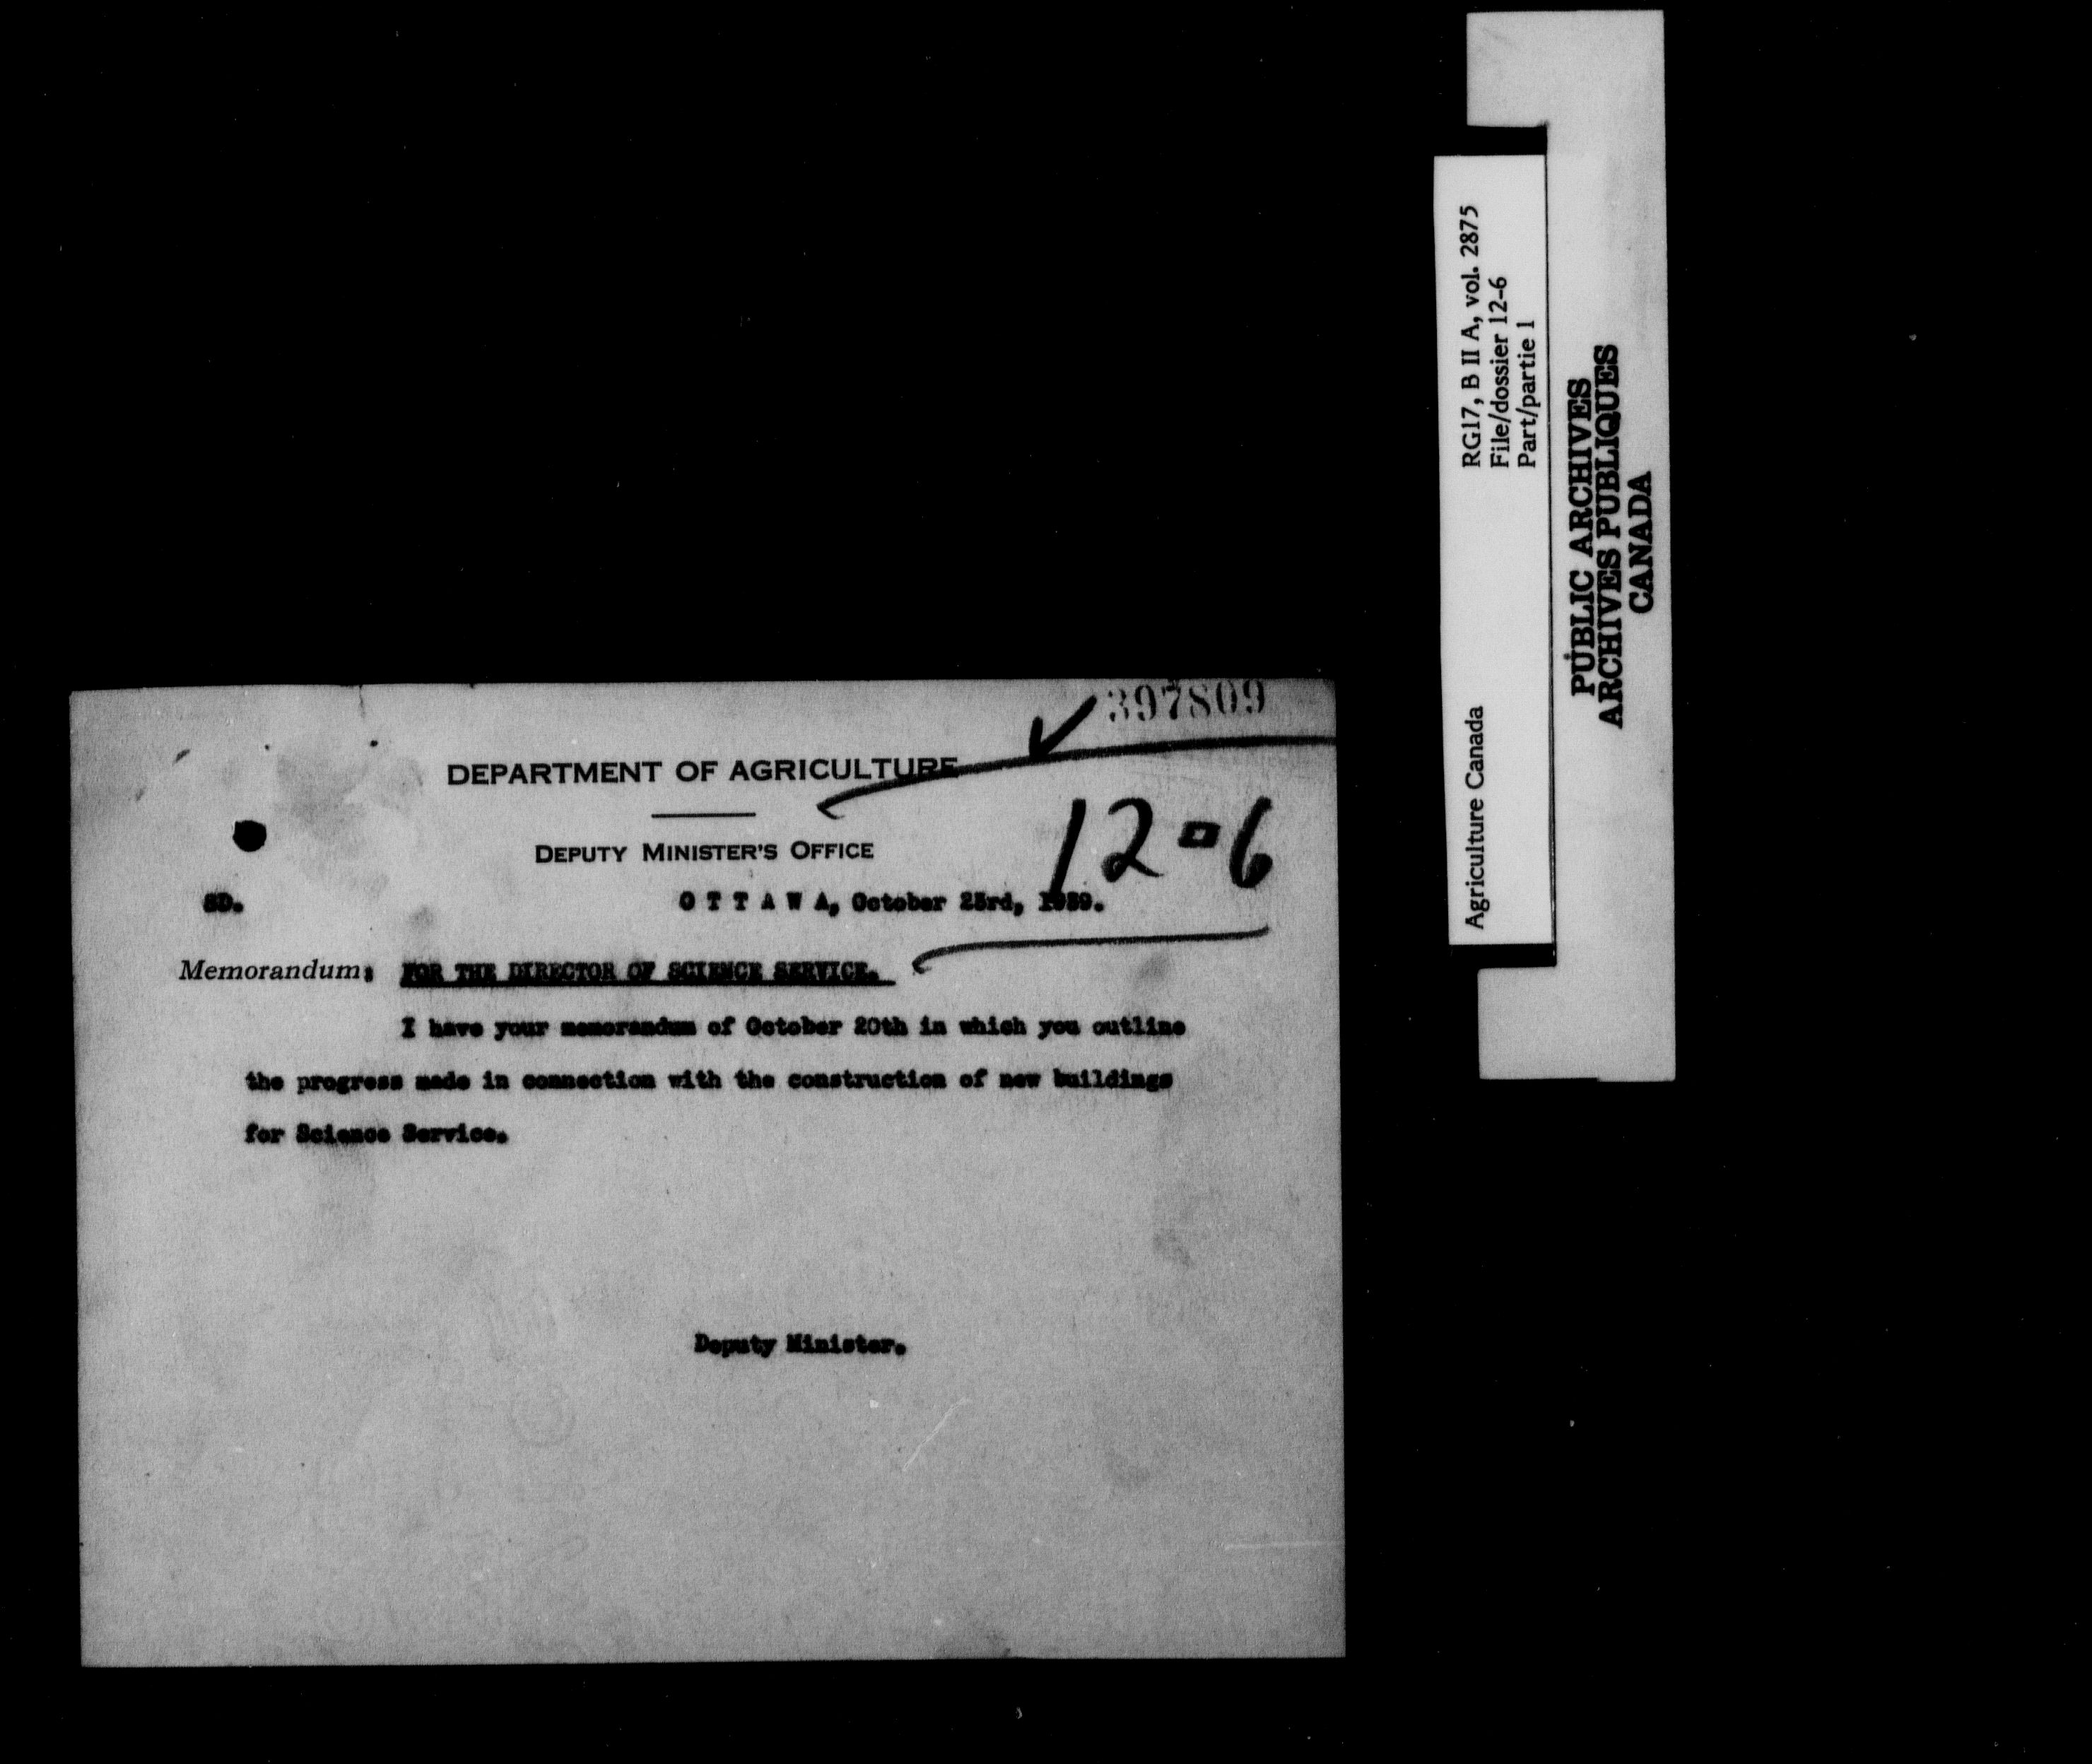 397809
DEPARTMENT OF AGRICULTURE
DEPUTY MINISTER'S OFFICE
12-6
SD.
O T T A W A, October 23rd, 1939.
Memorandum: FOR THE DIRECTOR OF SCIENCE SERVICE.
I have your memorandum of October 20th in which you outline
the progress made in connection with the construction of new buildings
for Science Service.
Deputy Minister.
Agriculture Canada
RG17, B II A, vol. 2875
File/dossier 12-6
Part/partie 1
PUBLIC ARCHIVES
ARCHIVES PUBLIQUES
CANADA